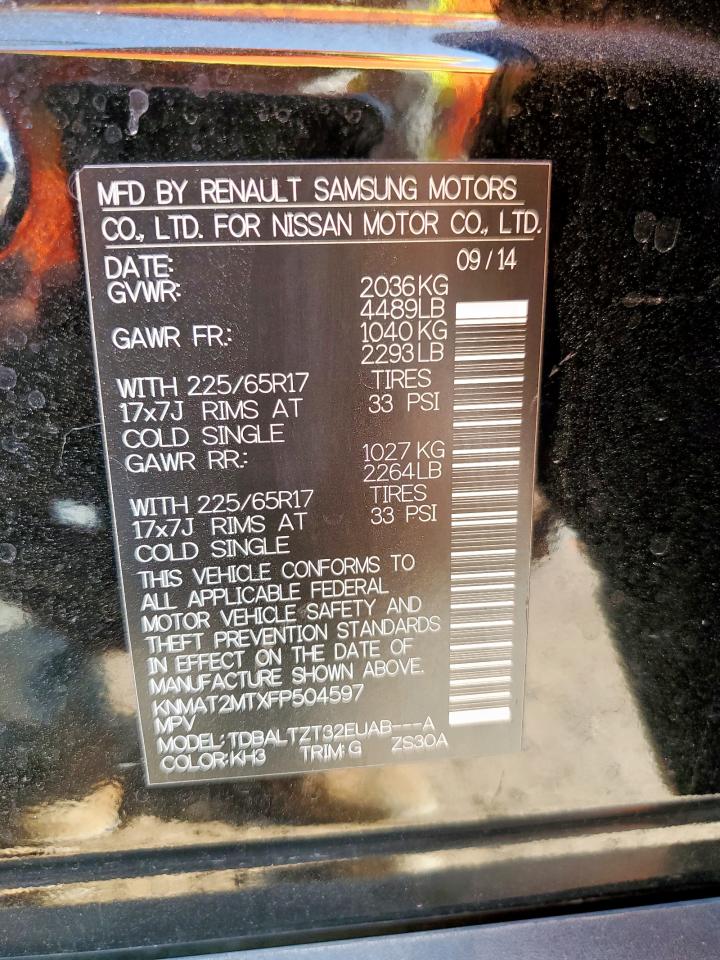 MFD BY RENAULT SAMSUNG MOTORS
CO., LTD. FOR NISSAN MOTOR CO., LTD.
DATE: 09 / 14
GVWR: 2036 KG
4489 LB
GAWR FR.: 1040 KG
2293 LB
WITH 225/65R17 TIRES
17x7J RIMS AT 33 PSI
COLD SINGLE
GAWR RR.: 1027 KG
2264 LB
WITH 225/65R17 TIRES
17x7J RIMS AT 33 PSI
COLD SINGLE
THIS VEHICLE CONFORMS TO
ALL APPLICABLE FEDERAL
MOTOR VEHICLE SAFETY AND
THEFT PREVENTION STANDARDS
IN EFFECT ON THE DATE OF
MANUFACTURE SHOWN ABOVE.
KNMAT2MTXFP504597
MPV
MODEL: TDBALTZT32EUAB---A
COLOR: KH3 TRIM: G ZS30A